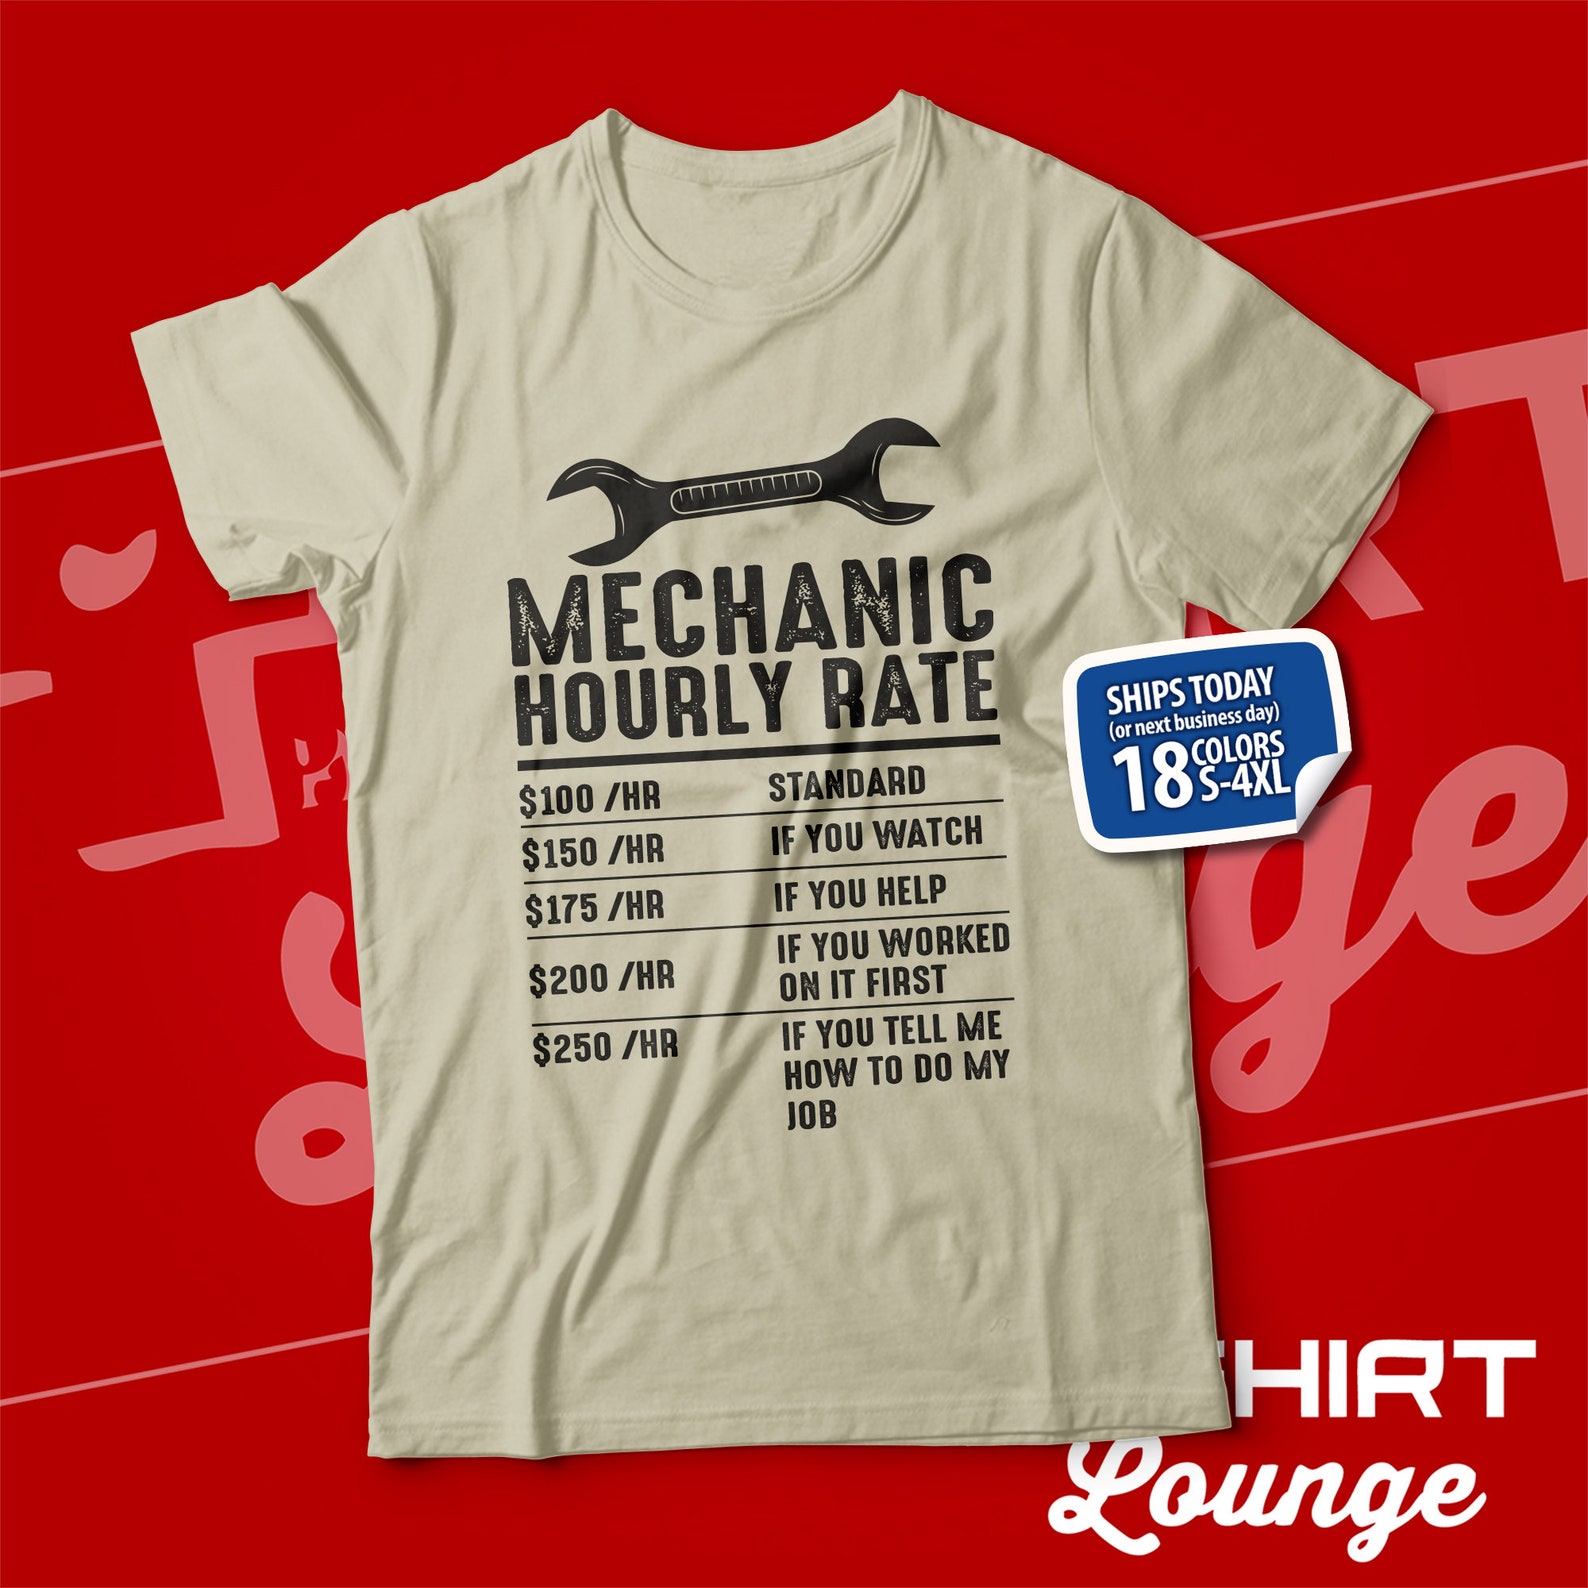 MECHANIC
HOURLY RATE
$100 /HR STANDARD
$150 /HR IF YOU WATCH
$175 /HR IF YOU HELP
$200 /HR IF YOU WORKED
ON IT FIRST
$250 /HR IF YOU TELL ME
HOW TO DO MY
JOB
SHIPS TODAY
(or next business day)
18 COLORS
S-4XL
HIRT
Lounge